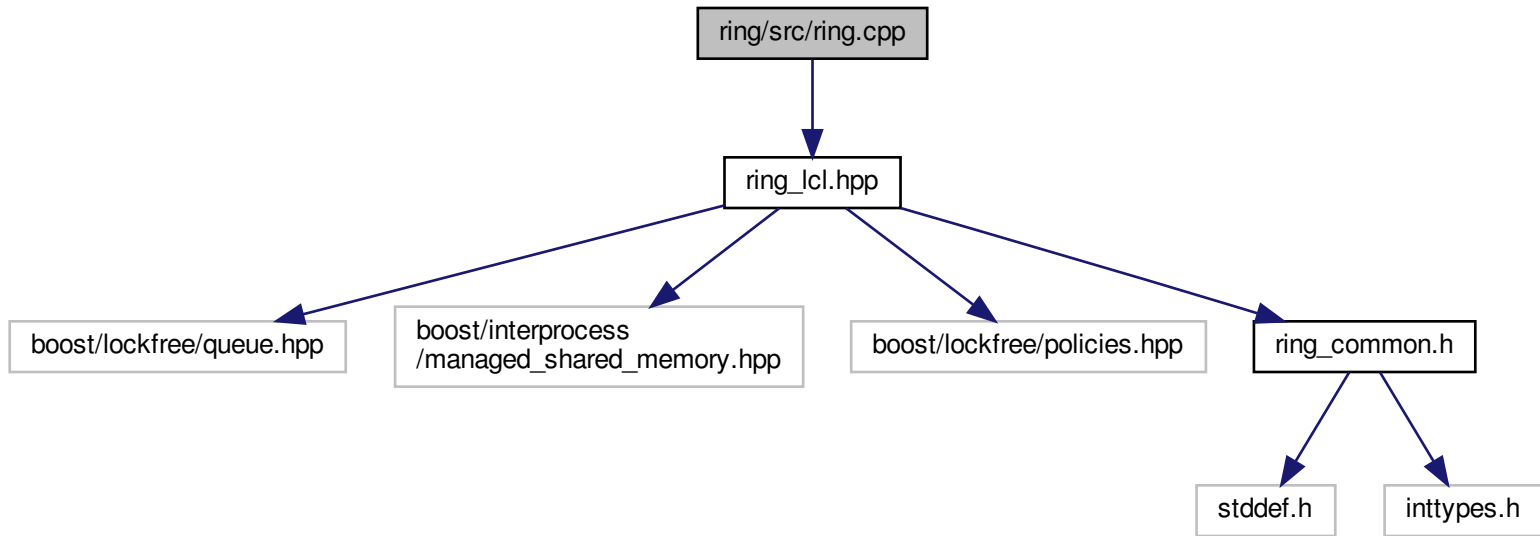 ring/src/ring.cpp
ring_lcl.hpp
boost/lockfree/queue.hpp
boost/interprocess
/managed_shared_memory.hpp
boost/lockfree/policies.hpp
ring_common.h
stddef.h
inttypes.h